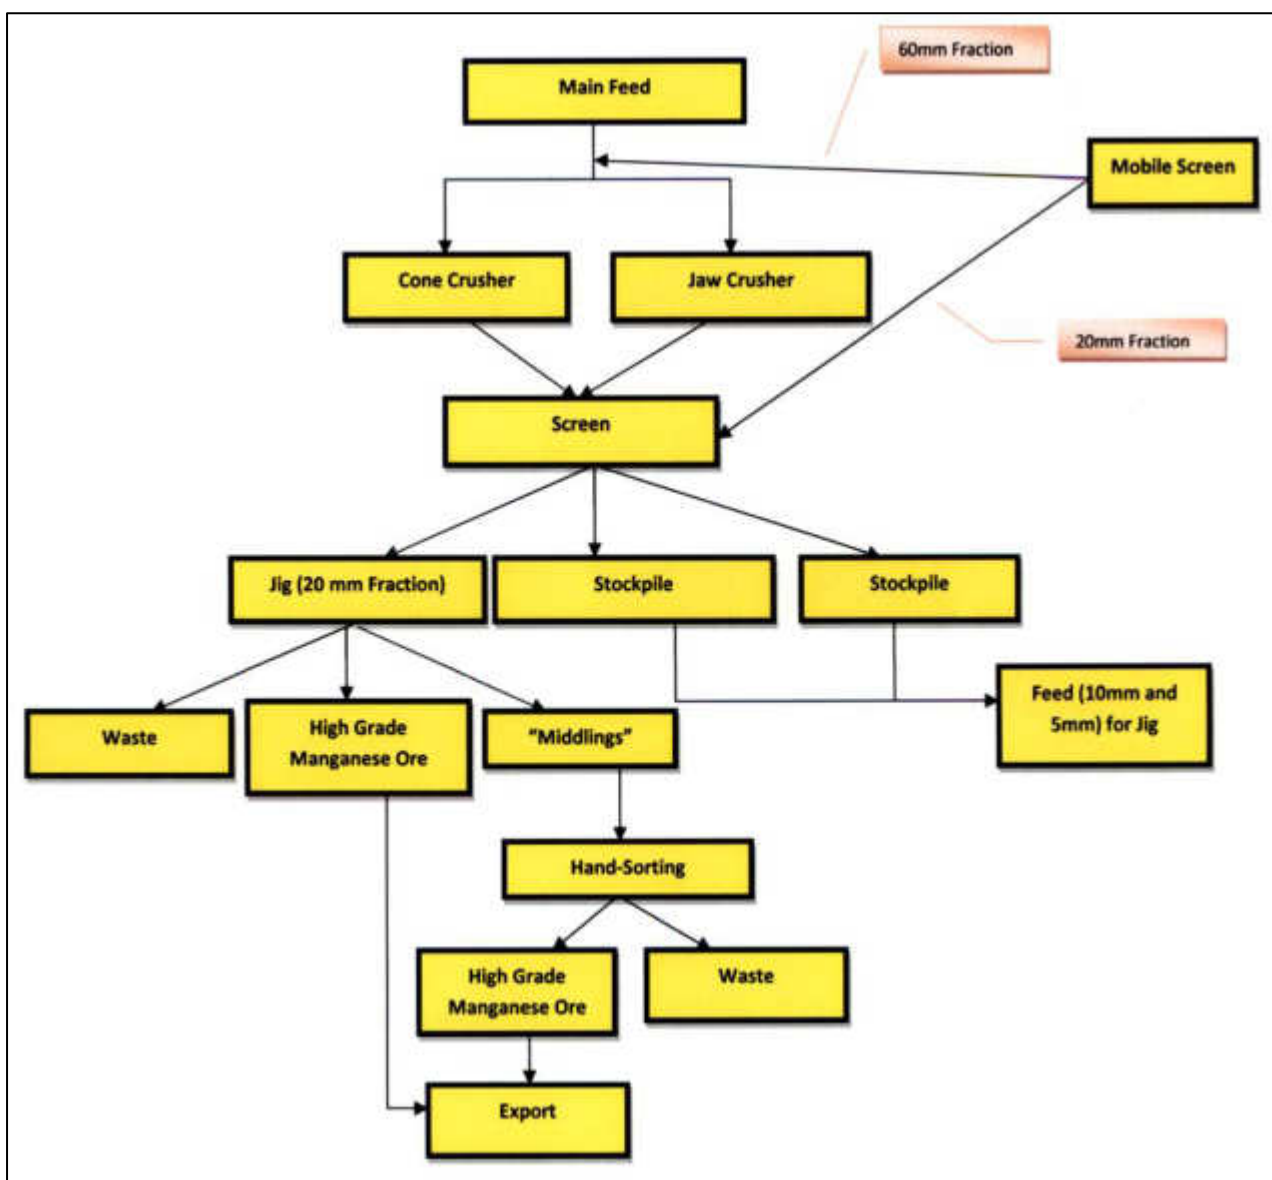 60mm Fraction
Main Feed
Mobile Screen
Cone Crusher
Jaw Crusher
20mm Fraction
Screen
Jig (20 mm Fraction)
Stockpile
Stockpile
Waste
High Grade
Manganese Ore
"Middlings"
Feed (10mm and
5mm) for Jig
Hand-Sorting
High Grade
Manganese Ore
Waste
Export